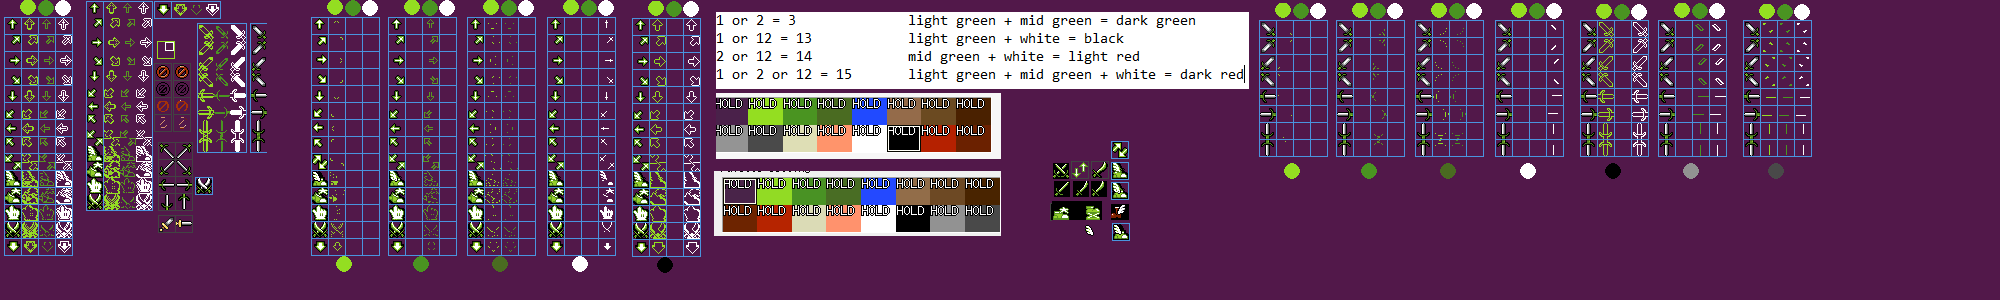 1 or 2 = 3 light green + mid green = dark green
1 or 12 = 13 light green + white = black
2 or 12 = 14 mid green + white = light red
1 or 2 or 12 = 15 light green + mid green + white = dark red
HOLD HOLD HOLD HOLD HOLD HOLD HOLD HOLD
HOLD HOLD HOLD HOLD HOLD HOLD HOLD HOLD
HOLD HOLD HOLD HOLD HOLD HOLD HOLD HOLD
HOLD HOLD HOLD HOLD HOLD HOLD HOLD HOLD